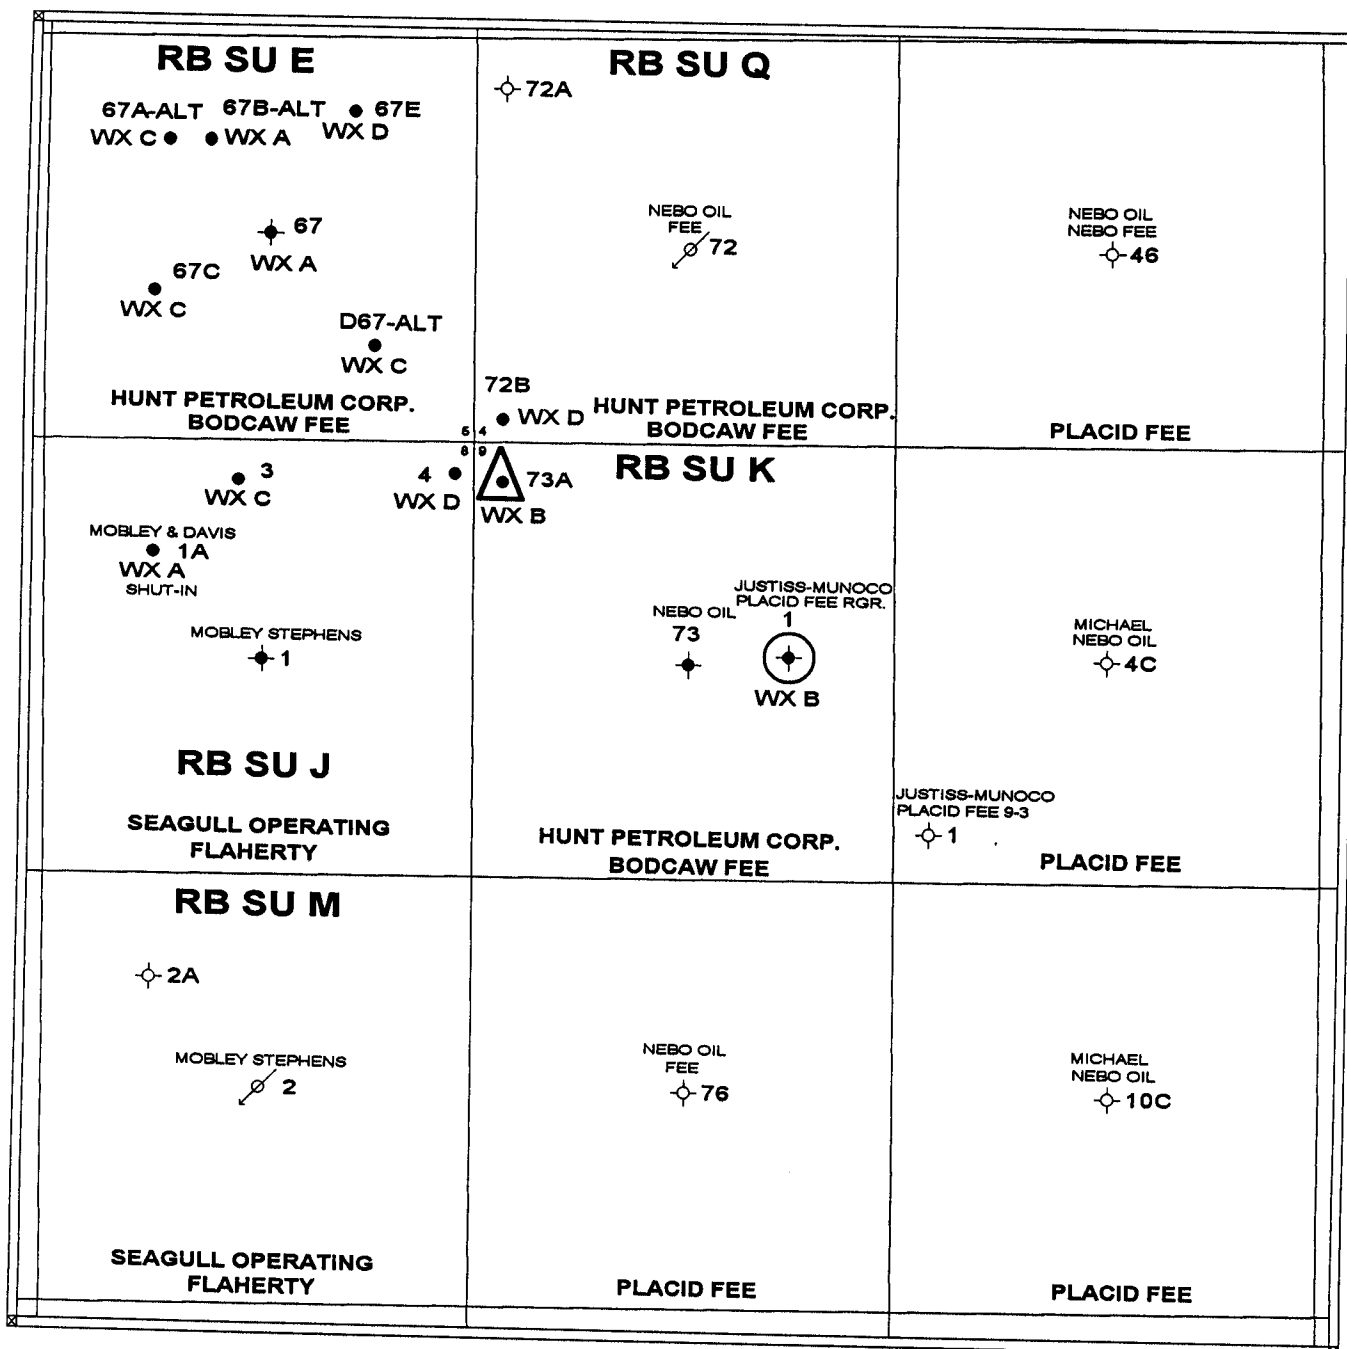 RB SU E
67A-ALT
67B-ALT
67E
WX C
WX A
WX D
67
WX A
67C
WX C
D67-ALT
WX C
HUNT PETROLEUM CORP.
BODCAW FEE
RB SU Q
72A
NEBO OIL
FEE
72
72B
WX D
HUNT PETROLEUM CORP.
BODCAW FEE
NEBO OIL
NEBO FEE
46
PLACID FEE
5 4
8 9
3
WX C
4
WX D
MOBLEY & DAVIS
1A
WX A
SHUT-IN
MOBLEY STEPHENS
1
RB SU J
SEAGULL OPERATING
FLAHERTY
RB SU K
73A
WX B
NEBO OIL
73
JUSTISS-MUNOCO
PLACID FEE RGR.
1
WX B
HUNT PETROLEUM CORP.
BODCAW FEE
MICHAEL
NEBO OIL
4C
JUSTISS-MUNOCO
PLACID FEE 9-3
1
PLACID FEE
RB SU M
2A
MOBLEY STEPHENS
2
SEAGULL OPERATING
FLAHERTY
NEBO OIL
FEE
76
PLACID FEE
MICHAEL
NEBO OIL
10C
PLACID FEE